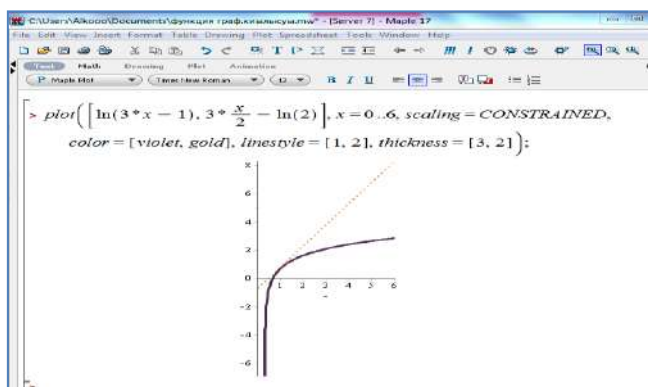 C:\Users\Alkooo\Documents\функция граф.киылысуы.mw* - [Server 7] - Maple 17
File Edit View Insert Format Table Drawing Plot Spreadsheet Tools Window Help
Text Math Drawing Plot Animation
P Maple Plot Times New Roman 12 B I U
> plot([ln(3*x − 1), 3*x/2 − ln(2)], x = 0..6, scaling = CONSTRAINED,
color = [violet, gold], linestyle = [1, 2], thickness = [3, 2]);
x
6
4
2
0
1 2 3 4 5 6
-2
-4
-6